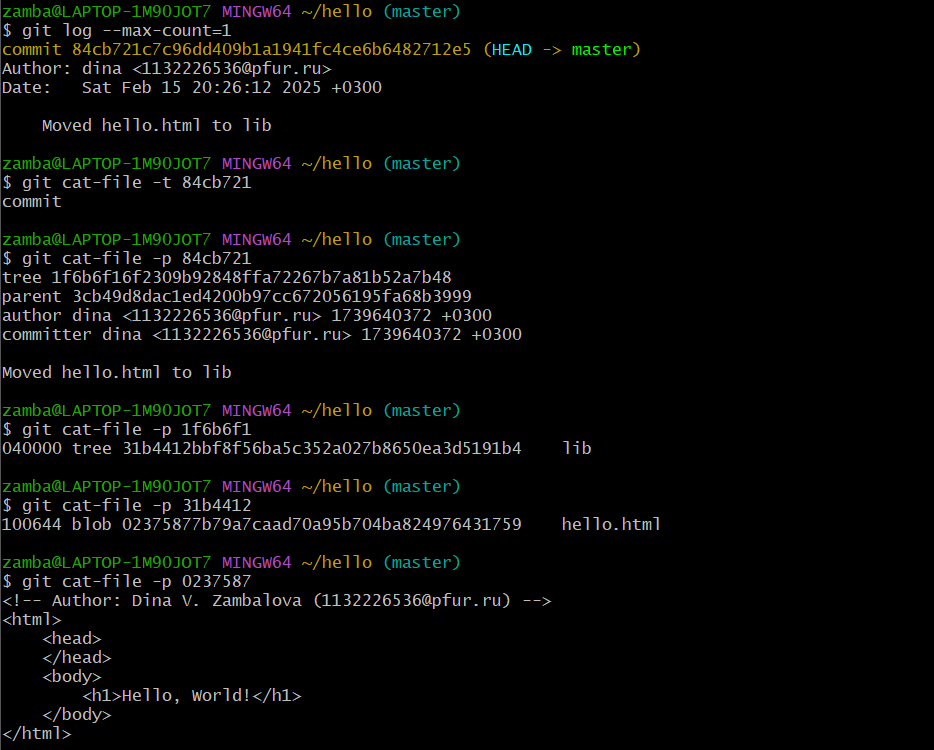 zamba@LAPTOP-1M9OJOT7 MINGW64 ~/hello (master)
$ git log --max-count=1
commit 84cb721c7c96dd409b1a1941fc4ce6b6482712e5 (HEAD -> master)
Author: dina <1132226536@pfur.ru>
Date:   Sat Feb 15 20:26:12 2025 +0300
    Moved hello.html to lib
zamba@LAPTOP-1M9OJOT7 MINGW64 ~/hello (master)
$ git cat-file -t 84cb721
commit
zamba@LAPTOP-1M9OJOT7 MINGW64 ~/hello (master)
$ git cat-file -p 84cb721
tree 1f6b6f16f2309b92848ffa72267b7a81b52a7b48
parent 3cb49d8dac1ed4200b97cc672056195fa68b3999
author dina <1132226536@pfur.ru> 1739640372 +0300
committer dina <1132226536@pfur.ru> 1739640372 +0300
Moved hello.html to lib
zamba@LAPTOP-1M9OJOT7 MINGW64 ~/hello (master)
$ git cat-file -p 1f6b6f1
040000 tree 31b4412bbf8f56ba5c352a027b8650ea3d5191b4    lib
zamba@LAPTOP-1M9OJOT7 MINGW64 ~/hello (master)
$ git cat-file -p 31b4412
100644 blob 02375877b79a7caad70a95b704ba824976431759    hello.html
zamba@LAPTOP-1M9OJOT7 MINGW64 ~/hello (master)
$ git cat-file -p 0237587
<!-- Author: Dina V. Zambalova (1132226536@pfur.ru) -->
<html>
    <head>
    </head>
    <body>
        <h1>Hello, World!</h1>
    </body>
</html>